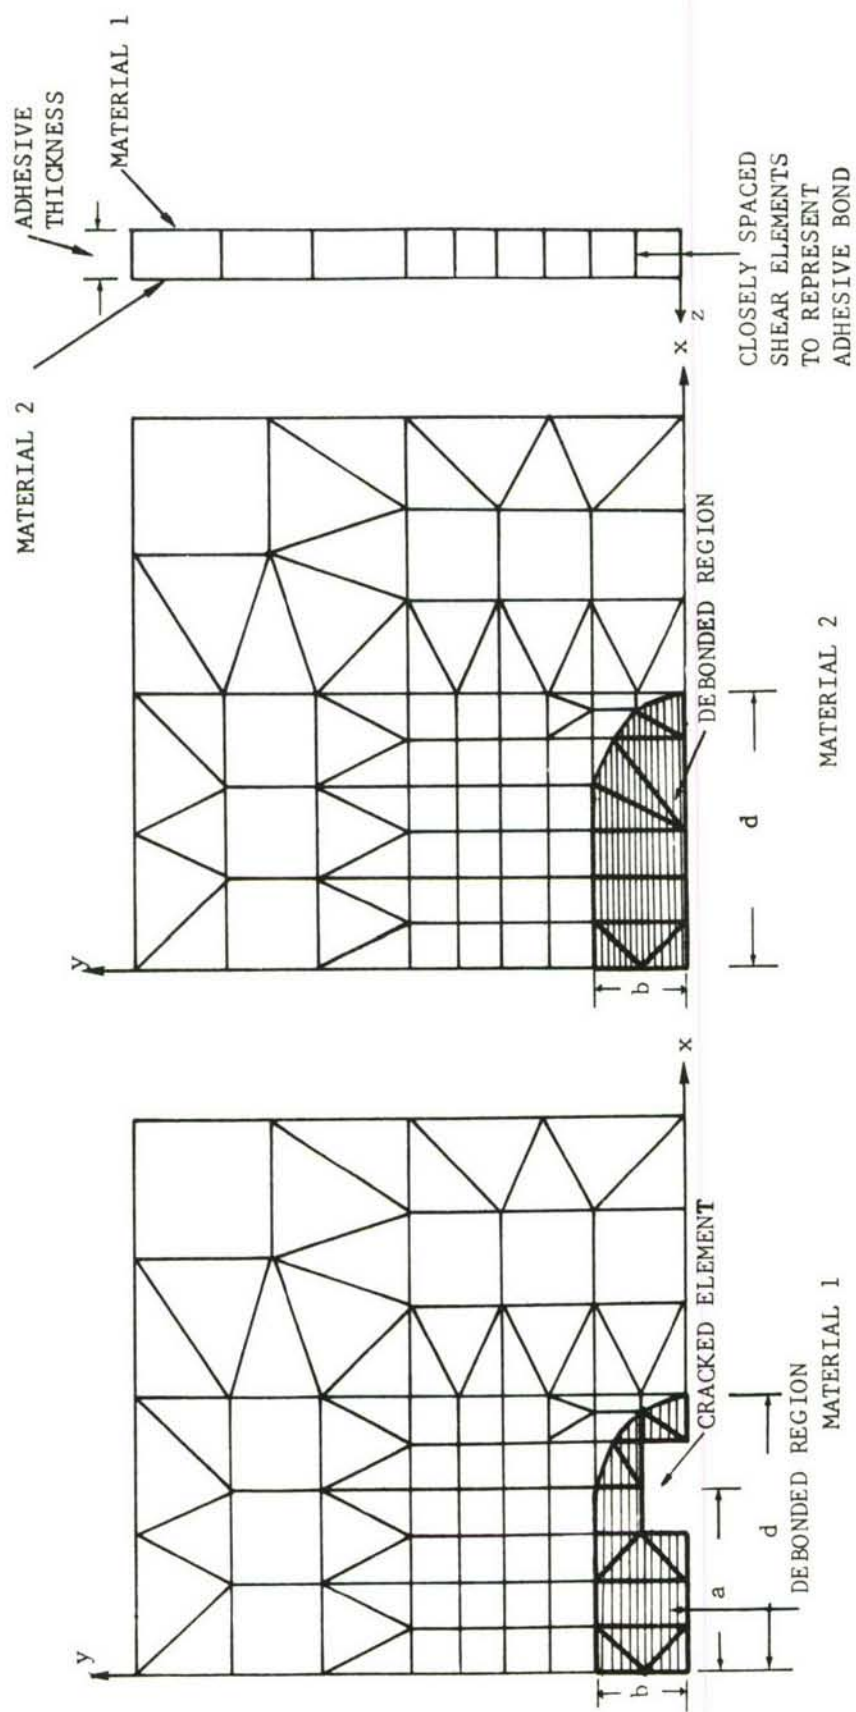 y
b
a
d
x
CRACKED ELEMENT
DEBONDED REGION
MATERIAL 1
y
b
d
x
DEBONDED REGION
MATERIAL 2
MATERIAL 2
ADHESIVE
THICKNESS
MATERIAL 1
z
CLOSELY SPACED
SHEAR ELEMENTS
TO REPRESENT
ADHESIVE BOND